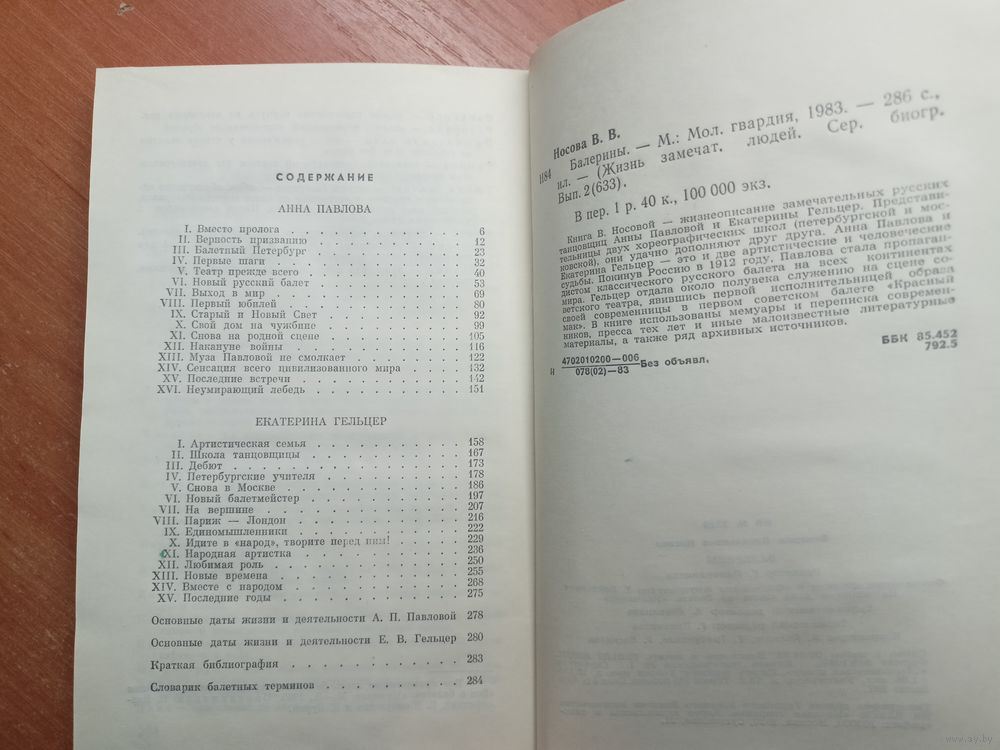 СОДЕРЖАНИЕ
АННА ПАВЛОВА
I. Вместо пролога . . . . . . . . . . . . 6
II. Верность призванию . . . . . . . . . . 12
III. Балетный Петербург . . . . . . . . . . 23
IV. Первые шаги . . . . . . . . . . . . 32
V. Театр прежде всего . . . . . . . . . . 40
VI. Новый русский балет . . . . . . . . . 53
VII. Выход в мир . . . . . . . . . . . . 69
VIII. Первый юбилей . . . . . . . . . . . 80
IX. Старый и Новый Свет . . . . . . . . . 92
X. Свой дом на чужбине . . . . . . . . . 99
XI. Снова на родной сцене . . . . . . . . . 105
XII. Накануне войны . . . . . . . . . . . 116
XIII. Муза Павловой не смолкает . . . . . . . 122
XIV. Сенсация всего цивилизованного мира . . . . 132
XV. Последние встречи . . . . . . . . . . 142
XVI. Неумирающий лебедь . . . . . . . . . 151
ЕКАТЕРИНА ГЕЛЬЦЕР
I. Артистическая семья . . . . . . . . . 158
II. Школа танцовщицы . . . . . . . . . . 167
III. Дебют . . . . . . . . . . . . . . 173
IV. Петербургские учителя . . . . . . . . . 178
V. Снова в Москве . . . . . . . . . . . 186
VI. Новый балетмейстер . . . . . . . . . . 197
VII. На вершине . . . . . . . . . . . . 207
VIII. Париж — Лондон . . . . . . . . . . . 216
IX. Единомышленники . . . . . . . . . . 222
X. Идите в «народ», творите перед ним! . . . . 229
XI. Народная артистка . . . . . . . . . . 236
XII. Любимая роль . . . . . . . . . . . 250
XIII. Новые времена . . . . . . . . . . . 255
XIV. Вместе с народом . . . . . . . . . . 268
XV. Последние годы . . . . . . . . . . . 275
Основные даты жизни и деятельности А. П. Павловой 278
Основные даты жизни и деятельности Е. В. Гельцер 280
Краткая библиография . . . . . . . . . . 283
Словарик балетных терминов . . . . . . . . 284
Носова В. В.
1184 Балерины. — М.: Мол. гвардия, 1983. — 286 с.,
ил. — (Жизнь замечат. людей. Сер. биогр.
Вып. 2(633).
В пер. 1 р. 40 к., 100 000 экз.
Книга В. Носовой — жизнеописание замечательных русских
танцовщиц Анны Павловой и Екатерины Гельцер. Представи-
тельницы двух хореографических школ (петербургской и мос-
ковской), они удачно дополняют друг друга. Анна Павлова и
Екатерина Гельцер — это и две артистические и человеческие
судьбы. Покинув Россию в 1912 году, Павлова стала пропаган-
дистом классического русского балета на всех континентах
мира. Гельцер отдала около полувека служению на сцене со-
ветского театра, явившись первой исполнительницей образа
своей современницы в первом советском балете «Красный
мак». В книге использованы мемуары и переписка современ-
ников, пресса тех лет и иные малоизвестные литературные
материалы, а также ряд архивных источников.
ББК 85.452
792.5
И 4702010200—006 Без объявл.
078(02)—83
www.ay.by